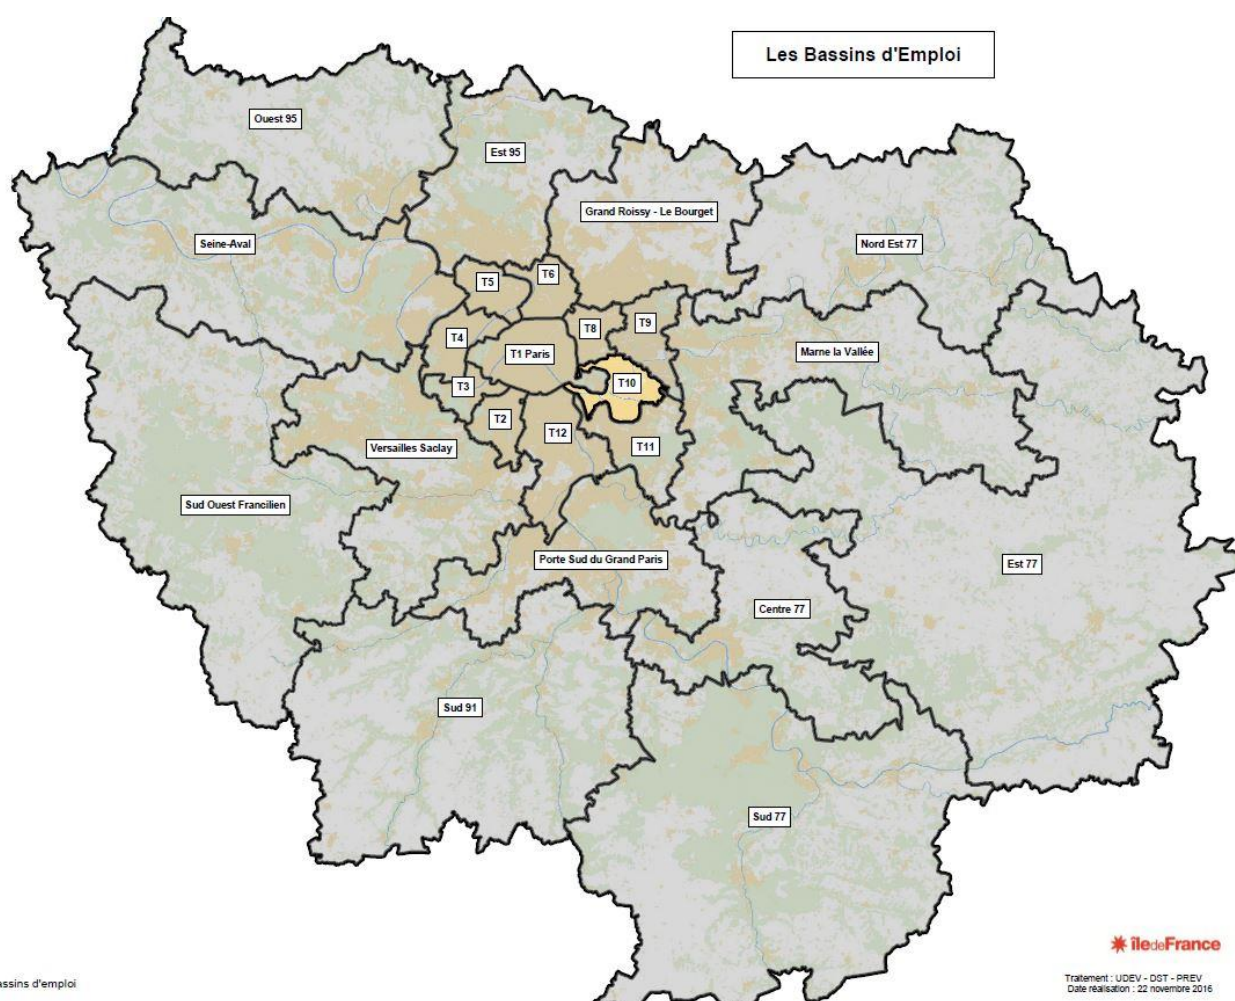 Les Bassins d'Emploi
Ouest 95
Est 95
Grand Roissy - Le Bourget
Seine-Aval
Nord Est 77
T5
T6
T8
T9
T4
T1 Paris
Marne la Vallée
T10
T3
T2
T12
T11
Versailles Saclay
Sud Ouest Francilien
Porte Sud du Grand Paris
Est 77
Centre 77
Sud 91
Sud 77
île de France
assins d'emploi
Traitement : UDEV - DST - PREV
Date réalisation : 22 novembre 2016